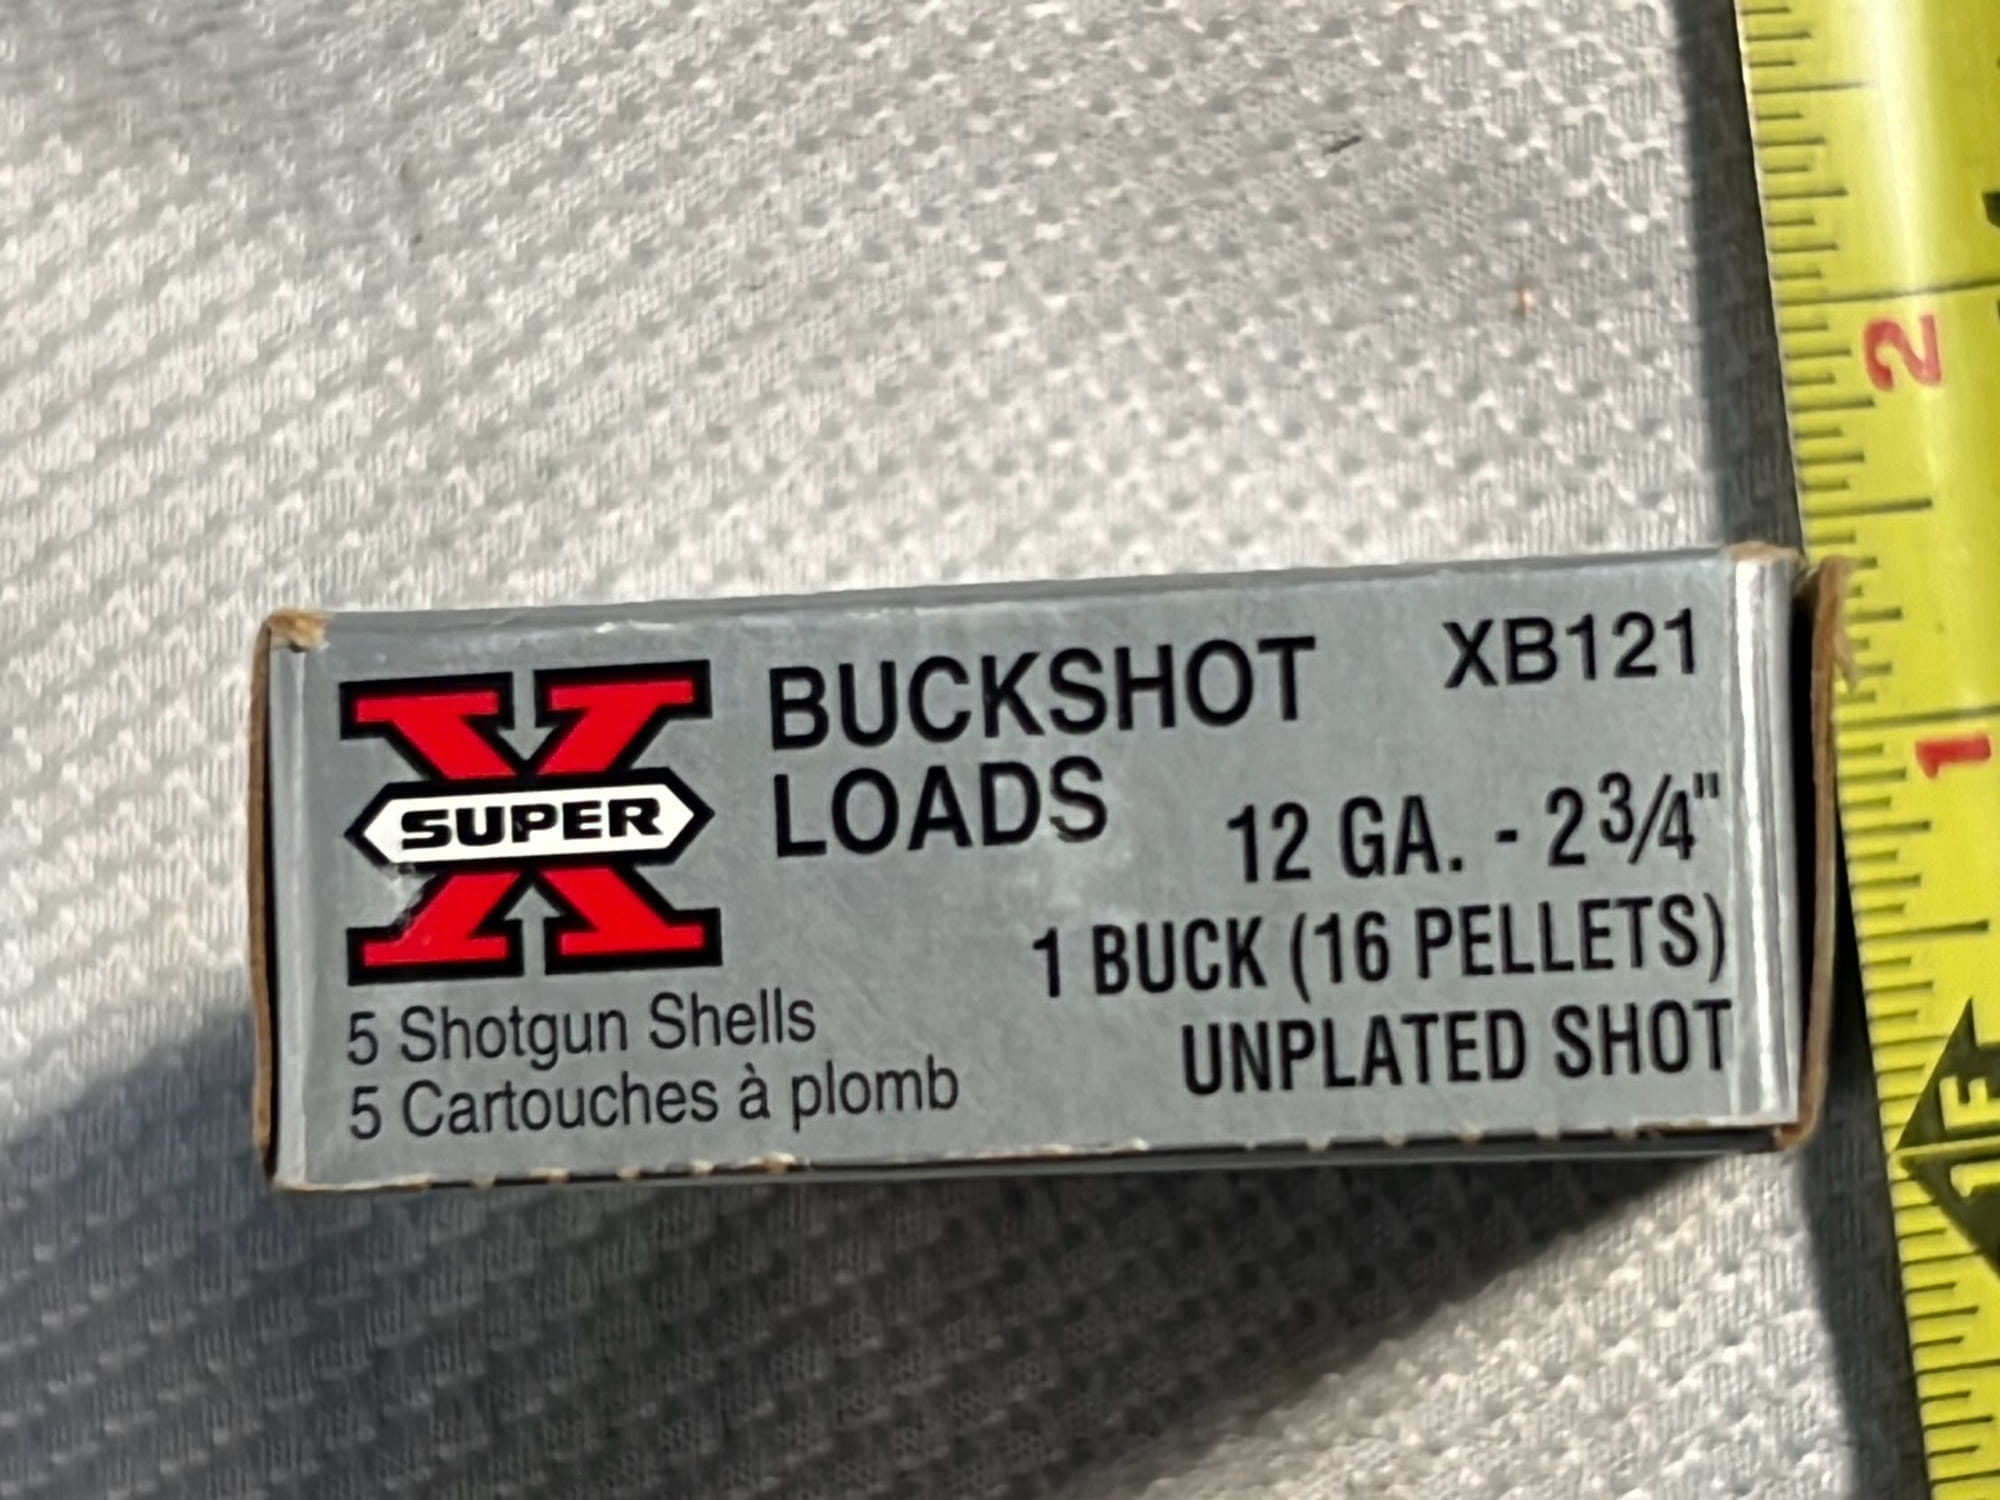 BUCKSHOT XB121
LOADS
SUPER
X
12 GA. - 2 3/4"
1 BUCK (16 PELLETS)
UNPLATED SHOT
5 Shotgun Shells
5 Cartouches à plomb
2
1
1F